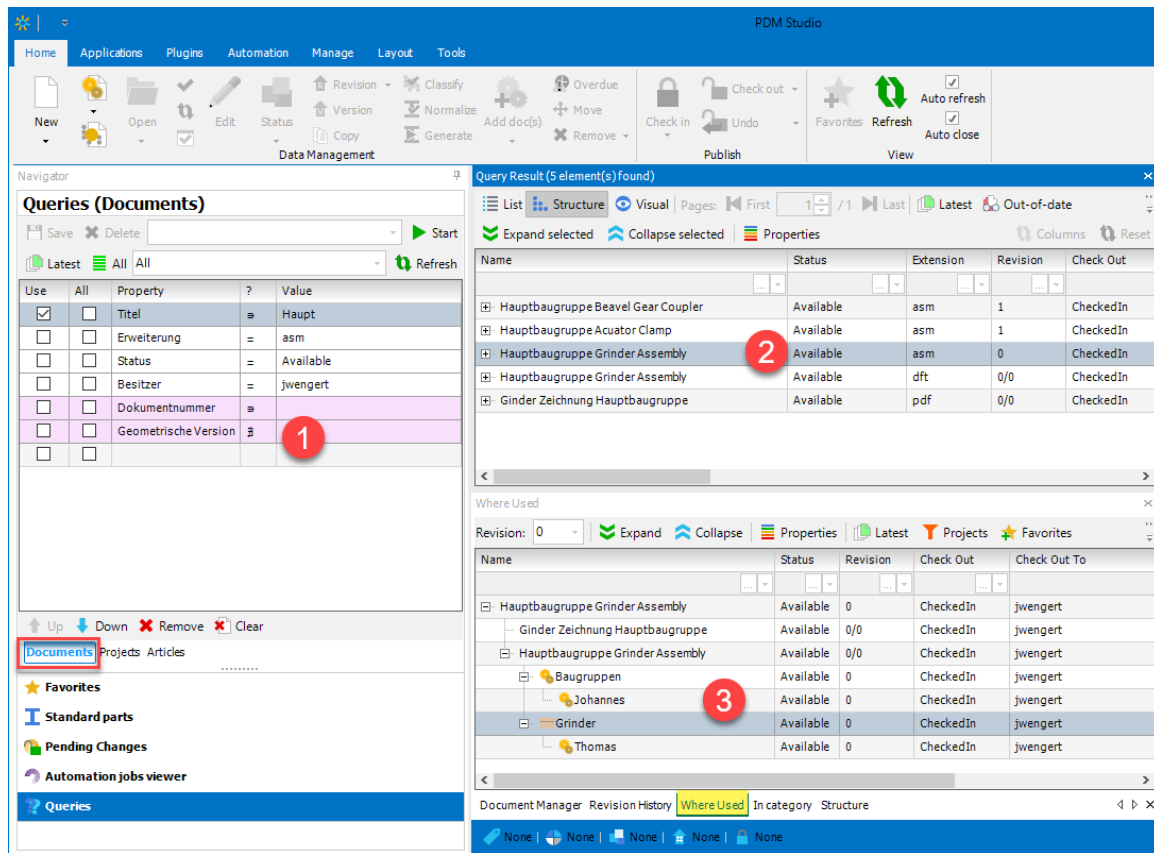 PDM Studio
Home Applications Plugins Automation Manage Layout Tools
New
Open
Edit
Status
Revision
Version
Copy
Classify
Normalize
Generate
Data Management
Add doc(s)
Overdue
Move
Remove
Check in
Check out
Undo
Publish
Favorites
Refresh
Auto refresh
Auto close
View
Navigator
Queries (Documents)
Save Delete Start
Latest All All Refresh
Use All Property ? Value
Titel Haupt
Erweiterung = asm
Status = Available
Besitzer = jwengert
Dokumentnummer
Geometrische Version
1
Up Down Remove Clear
Documents Projects Articles
Favorites
Standard parts
Pending Changes
Automation jobs viewer
Queries
Query Result (5 element(s) found)
List Structure Visual Pages: First 1 / 1 Last Latest Out-of-date
Expand selected Collapse selected Properties Columns Reset
Name Status Extension Revision Check Out
Hauptbaugruppe Beavel Gear Coupler Available asm 1 CheckedIn
Hauptbaugruppe Acuator Clamp Available asm 1 CheckedIn
Hauptbaugruppe Grinder Assembly Available asm 0 CheckedIn
Hauptbaugruppe Grinder Assembly Available dft 0/0 CheckedIn
Ginder Zeichnung Hauptbaugruppe Available pdf 0/0 CheckedIn
2
Where Used
Revision: 0 Expand Collapse Properties Latest Projects Favorites
Name Status Revision Check Out Check Out To
Hauptbaugruppe Grinder Assembly Available 0 CheckedIn jwengert
Ginder Zeichnung Hauptbaugruppe Available 0/0 CheckedIn jwengert
Hauptbaugruppe Grinder Assembly Available 0/0 CheckedIn jwengert
Baugruppen Available 0 CheckedIn jwengert
Johannes Available 0 CheckedIn jwengert
Grinder Available 0 CheckedIn jwengert
Thomas Available 0 CheckedIn jwengert
3
Document Manager Revision History Where Used In category Structure
None | None | None | None | None